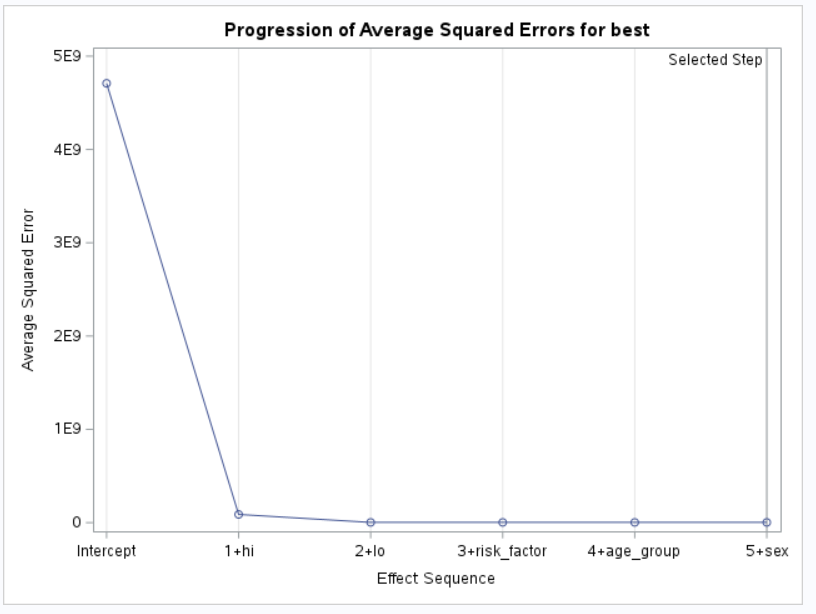 Progression of Average Squared Errors for best
Selected Step
5E9
4E9
3E9
2E9
1E9
0
Average Squared Error
Intercept
1+hi
2+lo
3+risk_factor
4+age_group
5+sex
Effect Sequence